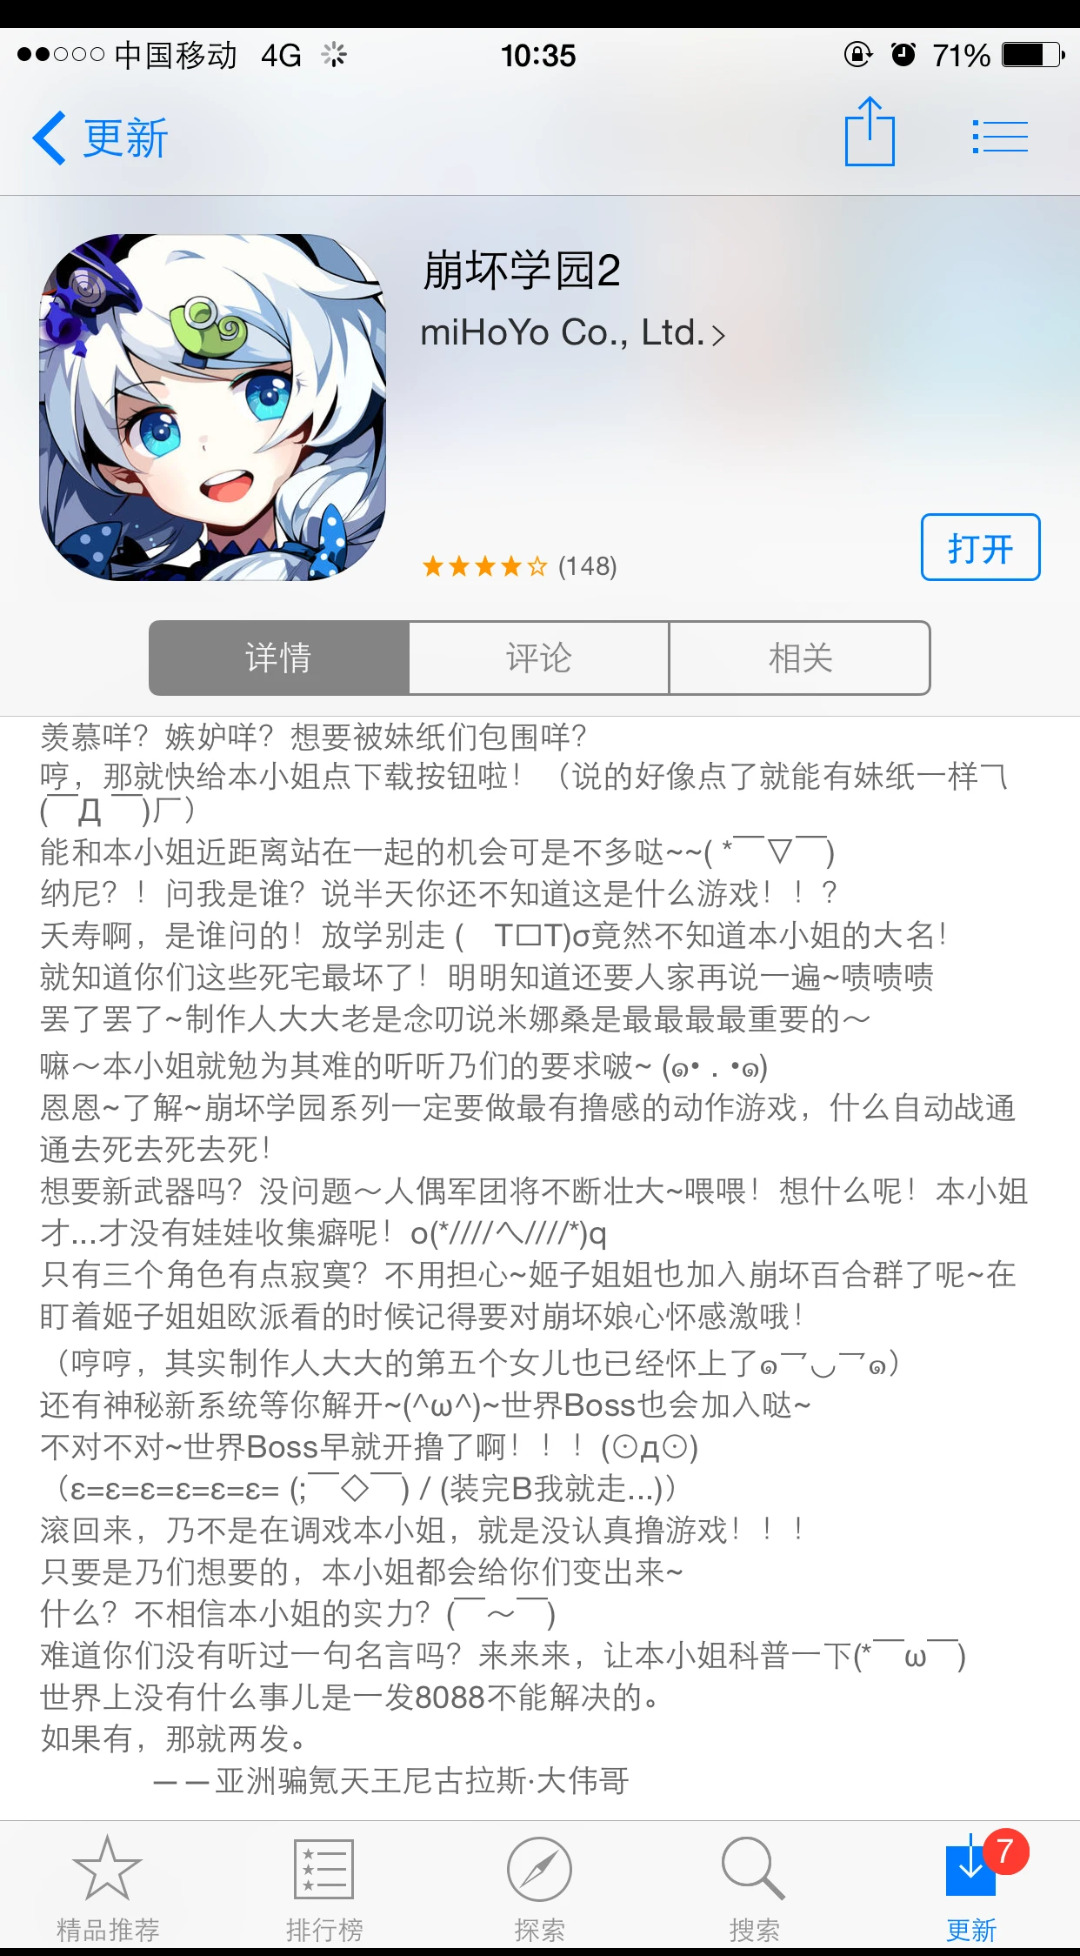 中国移动 4G 10:35 71%
更新
崩坏学园2
miHoYo Co., Ltd.
(148)
打开
详情 评论 相关
羡慕咩？嫉妒咩？想要被妹纸们包围咩？
哼，那就快给本小姐点下载按钮啦！（说的好像点了就能有妹纸一样ㄟ
(￣Д ￣)厂）
能和本小姐近距离站在一起的机会可是不多哒~~( *￣▽￣)
纳尼？！问我是谁？说半天你还不知道这是什么游戏！！？
夭寿啊，是谁问的！放学别走 (　T□T)σ竟然不知道本小姐的大名！
就知道你们这些死宅最坏了！明明知道还要人家再说一遍~啧啧啧
罢了罢了~制作人大大老是念叨说米娜桑是最最最最重要的～
嘛～本小姐就勉为其难的听听乃们的要求啵~ (๑• . •๑)
恩恩~了解~崩坏学园系列一定要做最有撸感的动作游戏，什么自动战通
通去死去死去死！
想要新武器吗？没问题～人偶军团将不断壮大~喂喂！想什么呢！本小姐
才...才没有娃娃收集癖呢！o(*////へ////*)q
只有三个角色有点寂寞？不用担心~姬子姐姐也加入崩坏百合群了呢~在
盯着姬子姐姐欧派看的时候记得要对崩坏娘心怀感激哦！
（哼哼，其实制作人大大的第五个女儿也已经怀上了๑乛◡乛๑）
还有神秘新系统等你解开~(^ω^)~世界Boss也会加入哒~
不对不对~世界Boss早就开撸了啊！！！(⊙д⊙)
（ε=ε=ε=ε=ε=ε= (;￣◇￣) / (装完B我就走...)）
滚回来，乃不是在调戏本小姐，就是没认真撸游戏！！！
只要是乃们想要的，本小姐都会给你们变出来~
什么？不相信本小姐的实力？(￣～￣)
难道你们没有听过一句名言吗？来来来，让本小姐科普一下(*￣ω￣)
世界上没有什么事儿是一发8088不能解决的。
如果有，那就两发。
——亚洲骗氪天王尼古拉斯·大伟哥
7
精品推荐 排行榜 探索 搜索 更新